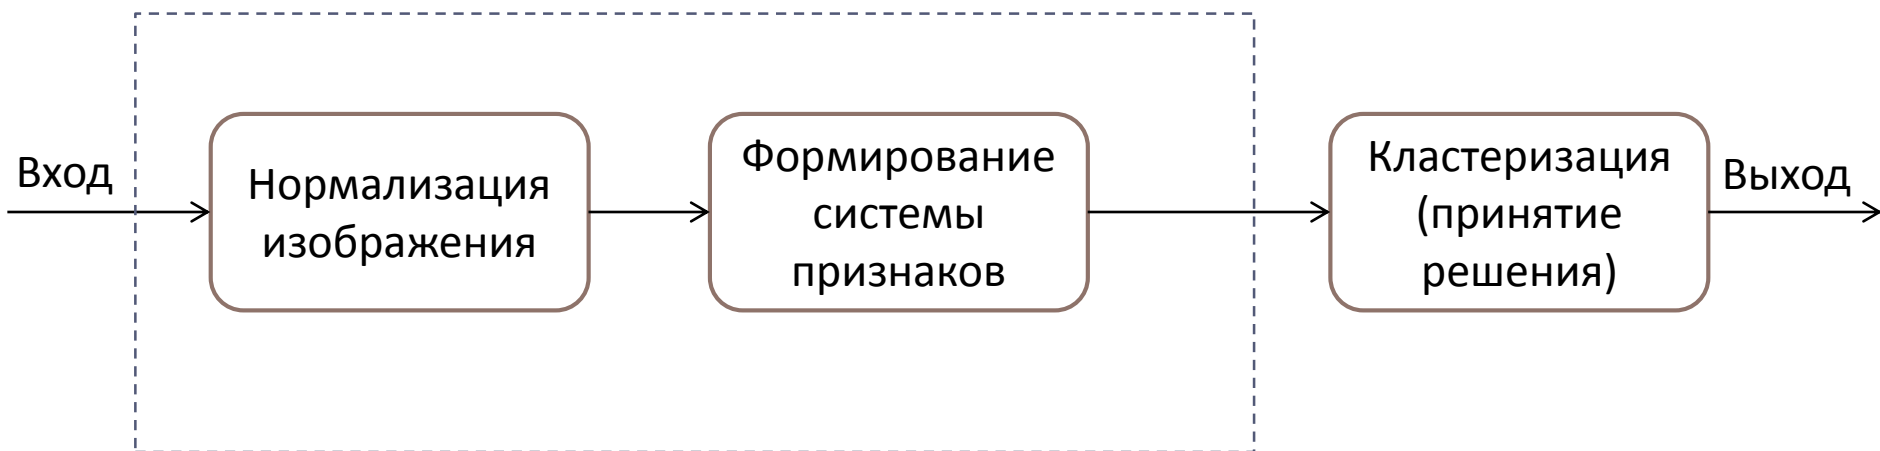 Вход
Нормализация
изображения
Формирование
системы
признаков
Кластеризация
(принятие
решения)
Выход